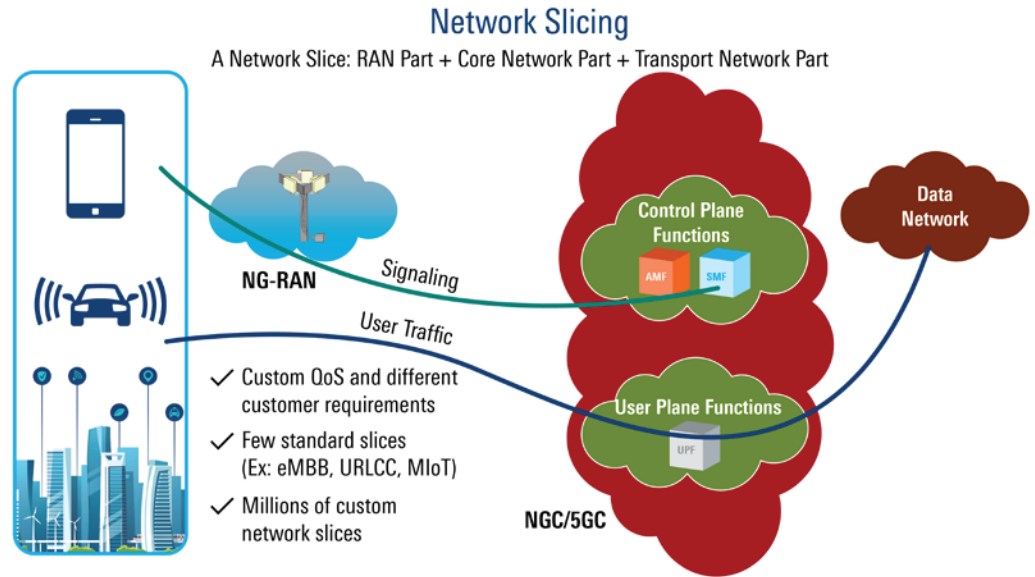 Network Slicing
A Network Slice: RAN Part + Core Network Part + Transport Network Part
Control Plane
Functions
AMF
SMF
Data
Network
NG-RAN
Signaling
User Traffic
✓ Custom QoS and different
customer requirements
✓ Few standard slices
(Ex: eMBB, URLCC, MIoT)
✓ Millions of custom
network slices
User Plane Functions
UPF
NGC/5GC